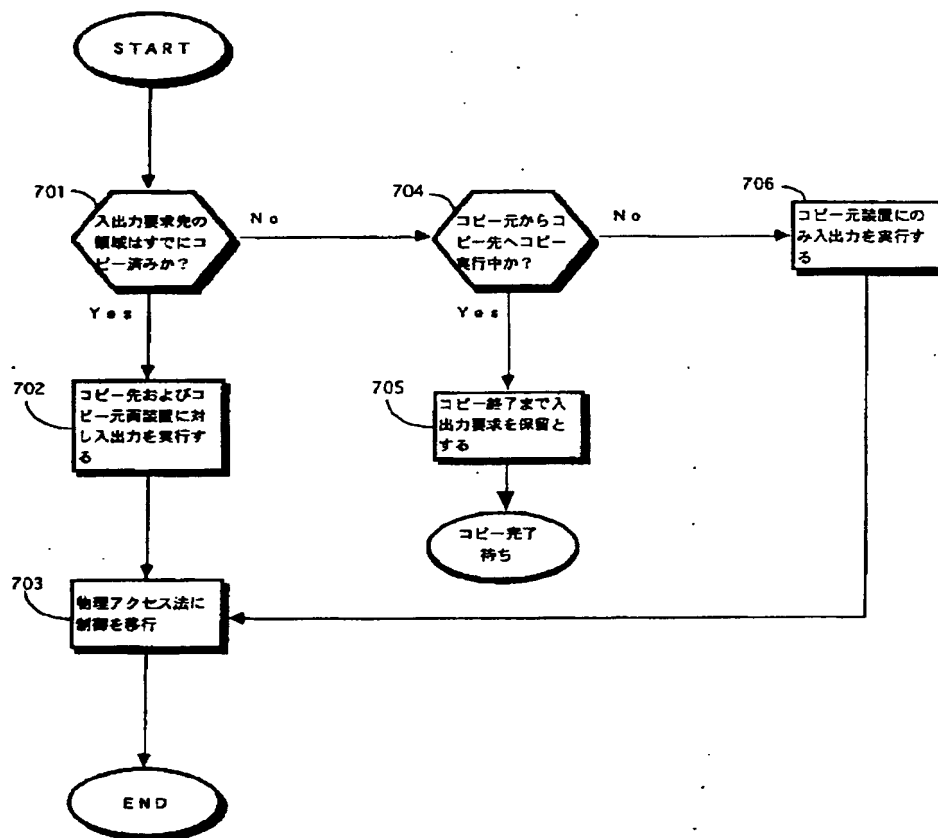 START
701
入出力要求先の
領域はすでにコ
ピー済みか？
No
704
コピー元からコ
ピー先へコピー
実行中か？
No
706
コピー元装置にの
み入出力を実行す
る
Yes
Yes
702
コピー先およびコ
ピー元両装置に対
し入出力を実行す
る
705
コピー終了まで入
出力要求を保留と
する
コピー完了
待ち
703
物理アクセス法に
制御を移行
END